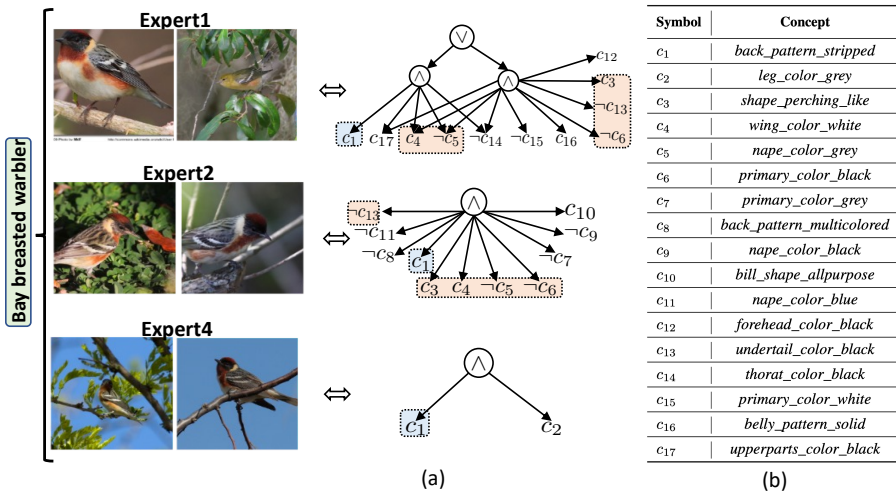 Bay breasted warbler
Expert1
∨
∧ ∧
c12
c3
¬c13
¬c6
c1 c17 c4 ¬c5 ¬c14 ¬c15 c16
⇔
Expert2
∧
¬c13 c10
¬c11 ¬c9
¬c8 ¬c7
c1
c3 c4 ¬c5 ¬c6
⇔
Expert4
∧
⇔
c1 c2
(a)
Symbol Concept
c1 back_pattern_stripped
c2 leg_color_grey
c3 shape_perching_like
c4 wing_color_white
c5 nape_color_grey
c6 primary_color_black
c7 primary_color_grey
c8 back_pattern_multicolored
c9 nape_color_black
c10 bill_shape_allpurpose
c11 nape_color_blue
c12 forehead_color_black
c13 undertail_color_black
c14 thorat_color_black
c15 primary_color_white
c16 belly_pattern_solid
c17 upperparts_color_black
(b)